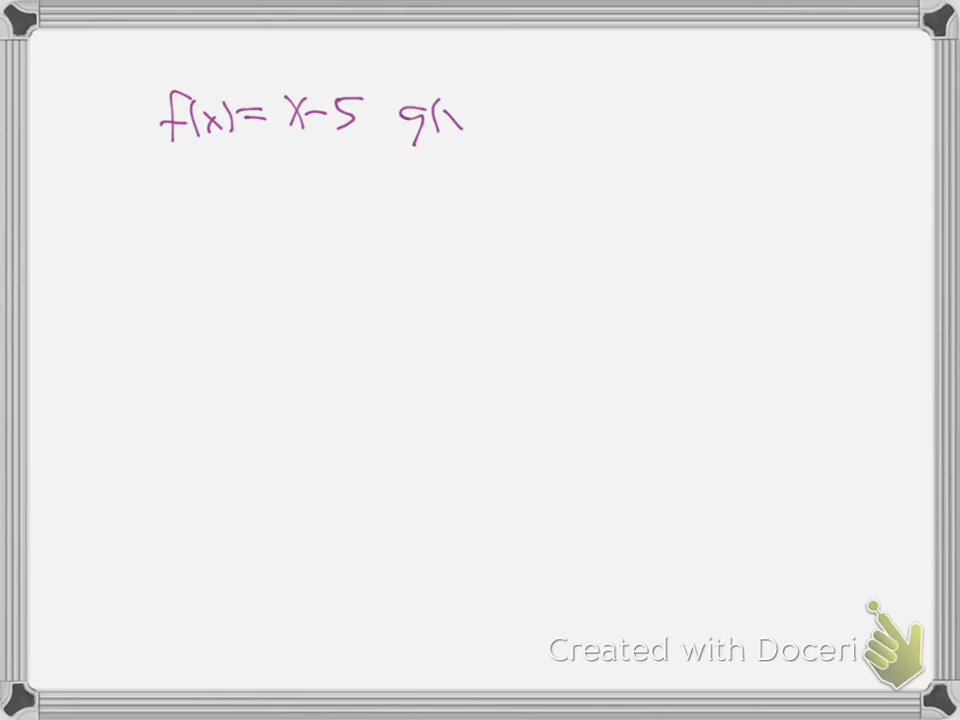 f(x) = x-5 g(
Created with Doceri